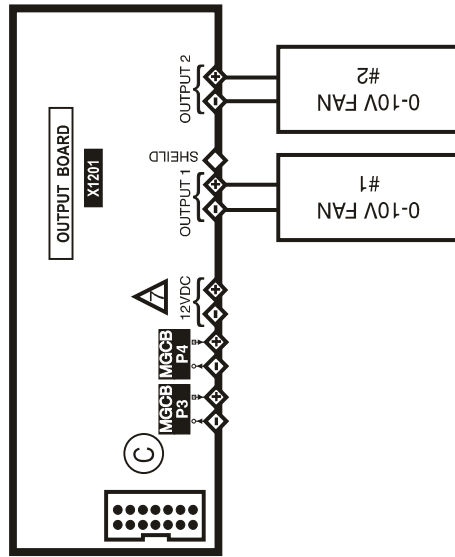 OUTPUT BOARD
X1201
OUTPUT 2
+
-
SHEILD
OUTPUT 1
+
-
7
12VDC
+
-
MGCB
P4
+
-
MGCB
P3
+
-
C
0-10V FAN
#2
0-10V FAN
#1